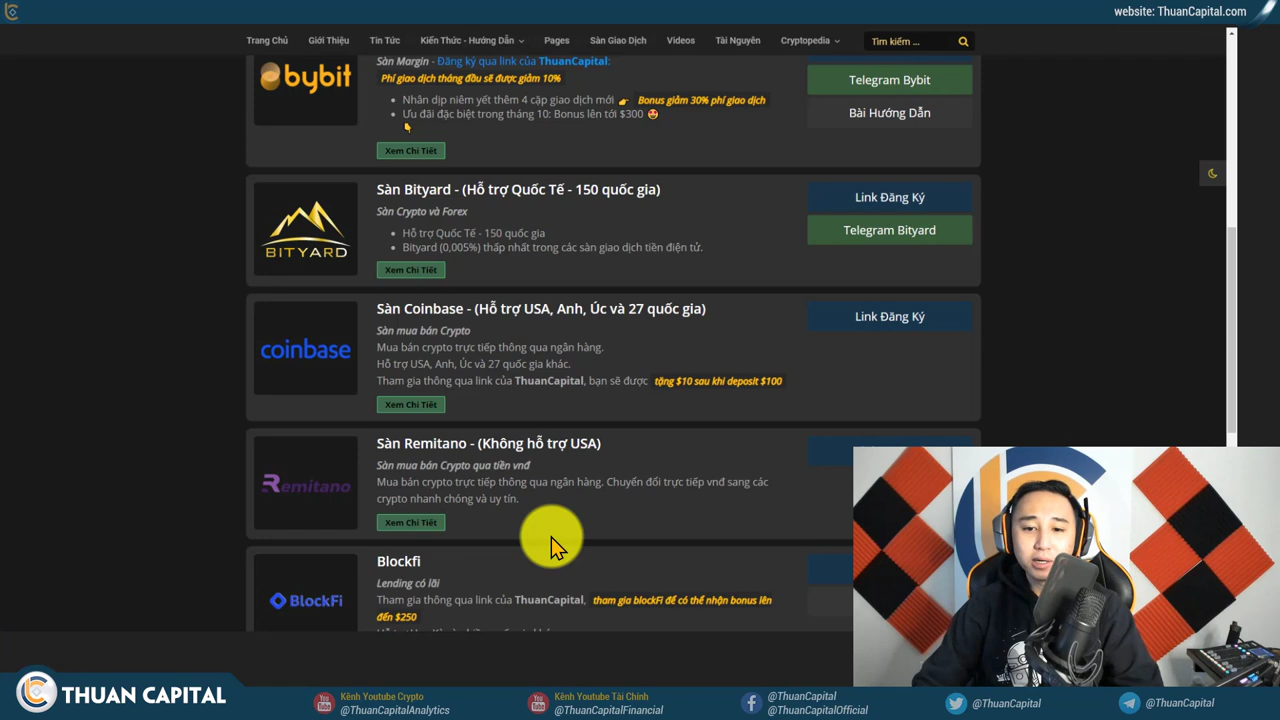 website: ThuanCapital.com
Trang Chủ Giới Thiệu Tin Tức Kiến Thức - Hướng Dẫn Pages Sàn Giao Dịch Videos Tài Nguyên Cryptopedia Tìm kiếm ...
bybit
Sàn Margin - Đăng ký qua link của ThuanCapital:
Phí giao dịch tháng đầu sẽ được giảm 10%
Nhân dịp niêm yết thêm 4 cặp giao dịch mới 👉 Bonus giảm 30% phí giao dịch
Ưu đãi đặc biệt trong tháng 10: Bonus lên tới $300 🤩
👇
Xem Chi Tiết
Telegram Bybit
Bài Hướng Dẫn
BITYARD
Sàn Bityard - (Hỗ trợ Quốc Tế - 150 quốc gia)
Sàn Crypto và Forex
Hỗ trợ Quốc Tế - 150 quốc gia
Bityard (0,005%) thấp nhất trong các sàn giao dịch tiền điện tử.
Xem Chi Tiết
Link Đăng Ký
Telegram Bityard
coinbase
Sàn Coinbase - (Hỗ trợ USA, Anh, Úc và 27 quốc gia)
Sàn mua bán Crypto
Mua bán crypto trực tiếp thông qua ngân hàng.
Hỗ trợ USA, Anh, Úc và 27 quốc gia khác.
Tham gia thông qua link của ThuanCapital, bạn sẽ được tặng $10 sau khi deposit $100
Xem Chi Tiết
Link Đăng Ký
Remitano
Sàn Remitano - (Không hỗ trợ USA)
Sàn mua bán Crypto qua tiền vnđ
Mua bán crypto trực tiếp thông qua ngân hàng. Chuyển đổi trực tiếp vnđ sang các
crypto nhanh chóng và uy tín.
Xem Chi Tiết
BlockFi
Blockfi
Lending có lãi
Tham gia thông qua link của ThuanCapital, tham gia blockFi để có thể nhận bonus lên
đến $250
THUAN CAPITAL
Kênh Youtube Crypto
@ThuanCapitalAnalytics
Kênh Youtube Tài Chính
@ThuanCapitalFinancial
@ThuanCapital
@ThuanCapitalOfficial
@ThuanCapital
@ThuanCapital